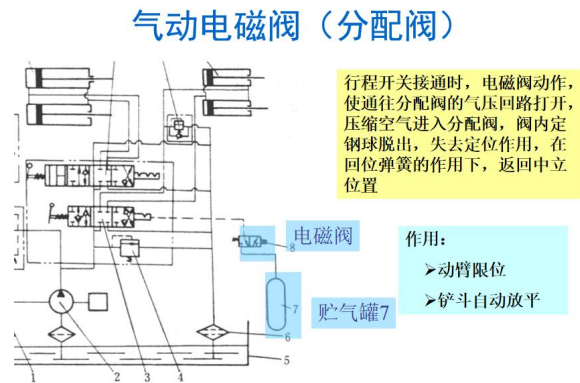 气动电磁阀（分配阀）
行程开关接通时，电磁阀动作，
使通往分配阀的气压回路打开，
压缩空气进入分配阀，阀内定
钢球脱出，失去定位作用，在
回位弹簧的作用下，返回中立
位置
电磁阀
8
作用：
➢动臂限位
➢铲斗自动放平
7
贮气罐7
6
5
1
2
3
4